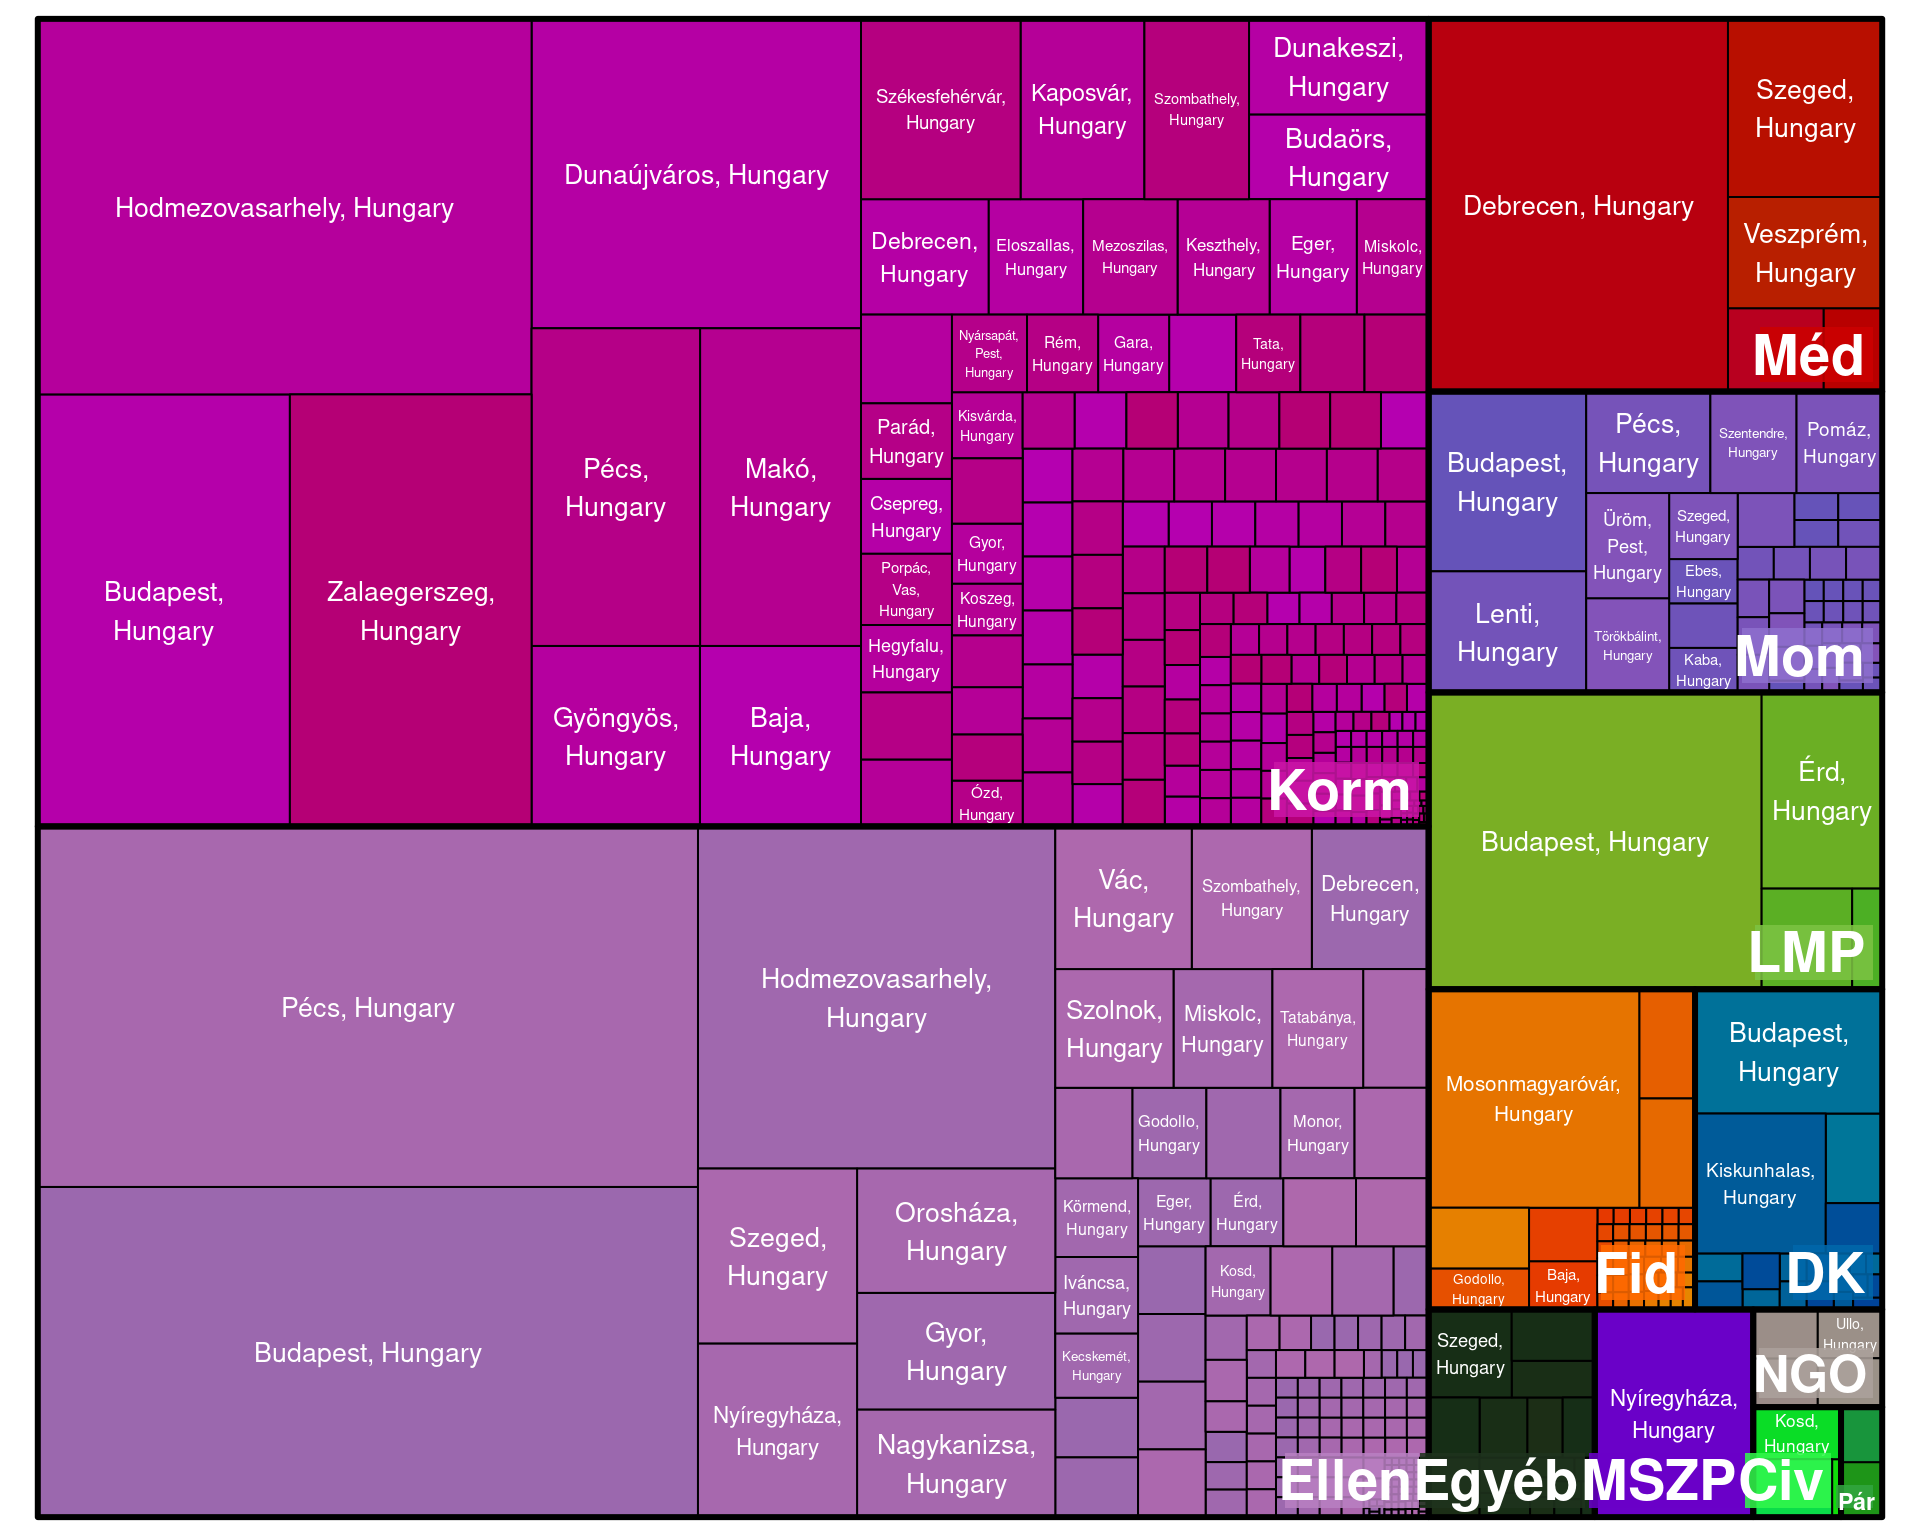 Hodmezovasarhely, Hungary
Budapest,
Hungary
Zalaegerszeg,
Hungary
Dunaújváros, Hungary
Pécs,
Hungary
Makó,
Hungary
Gyöngyös,
Hungary
Baja,
Hungary
Székesfehérvár,
Hungary
Kaposvár,
Hungary
Szombathely,
Hungary
Dunakeszi,
Hungary
Budaörs,
Hungary
Debrecen,
Hungary
Eloszallas,
Hungary
Mezoszilas,
Hungary
Keszthely,
Hungary
Eger,
Hungary
Miskolc,
Hungary
Nyársapát,
Pest,
Hungary
Rém,
Hungary
Gara,
Hungary
Tata,
Hungary
Parád,
Hungary
Kisvárda,
Hungary
Csepreg,
Hungary
Gyor,
Hungary
Porpác,
Vas,
Hungary
Koszeg,
Hungary
Hegyfalu,
Hungary
Ózd,
Hungary
Korm
Pécs, Hungary
Budapest, Hungary
Hodmezovasarhely,
Hungary
Szeged,
Hungary
Nyíregyháza,
Hungary
Orosháza,
Hungary
Gyor,
Hungary
Nagykanizsa,
Hungary
Vác,
Hungary
Szombathely,
Hungary
Debrecen,
Hungary
Szolnok,
Hungary
Miskolc,
Hungary
Tatabánya,
Hungary
Godollo,
Hungary
Monor,
Hungary
Körmend,
Hungary
Eger,
Hungary
Érd,
Hungary
Iváncsa,
Hungary
Kosd,
Hungary
Kecskemét,
Hungary
Ellen
Debrecen, Hungary
Szeged,
Hungary
Veszprém,
Hungary
Méd
Budapest,
Hungary
Lenti,
Hungary
Pécs,
Hungary
Szentendre,
Hungary
Pomáz,
Hungary
Üröm,
Pest,
Hungary
Szeged,
Hungary
Ebes,
Hungary
Törökbálint,
Hungary
Kaba,
Hungary
Mom
Budapest, Hungary
Érd,
Hungary
LMP
Mosonmagyaróvár,
Hungary
Godollo,
Hungary
Baja,
Hungary
Fid
Budapest,
Hungary
Kiskunhalas,
Hungary
DK
Szeged,
Hungary
Egyéb
Nyíregyháza,
Hungary
MSZP
Ullo,
Hungary
NGO
Kosd,
Hungary
Civ
Pár